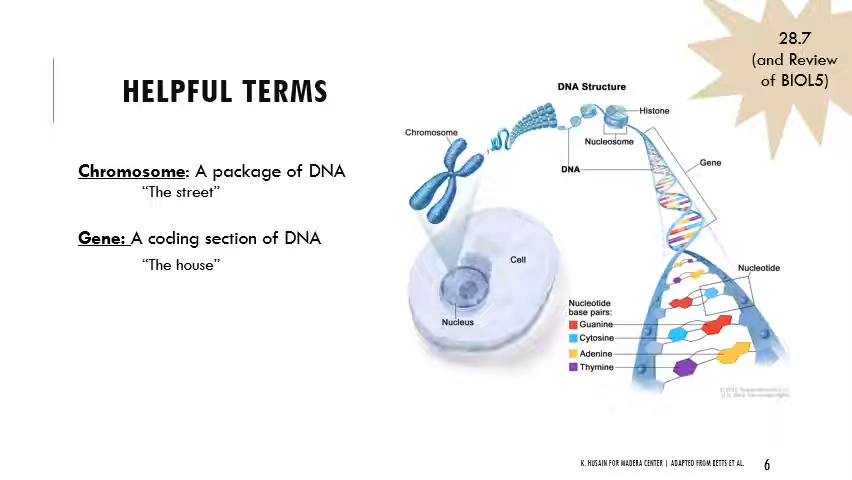 28.7
(and Review
of BIOL5)
HELPFUL TERMS
Chromosome: A package of DNA
“The street”
Gene: A coding section of DNA
“The house”
DNA Structure
Histone
Chromosome
Nucleosome
DNA
Gene
Cell
Nucleotide
Nucleus
Nucleotide
base pairs:
Guanine
Cytosine
Adenine
Thymine
K. HUSAIN FOR MADERA CENTER | ADAPTED FROM BETTS ET AL.
6